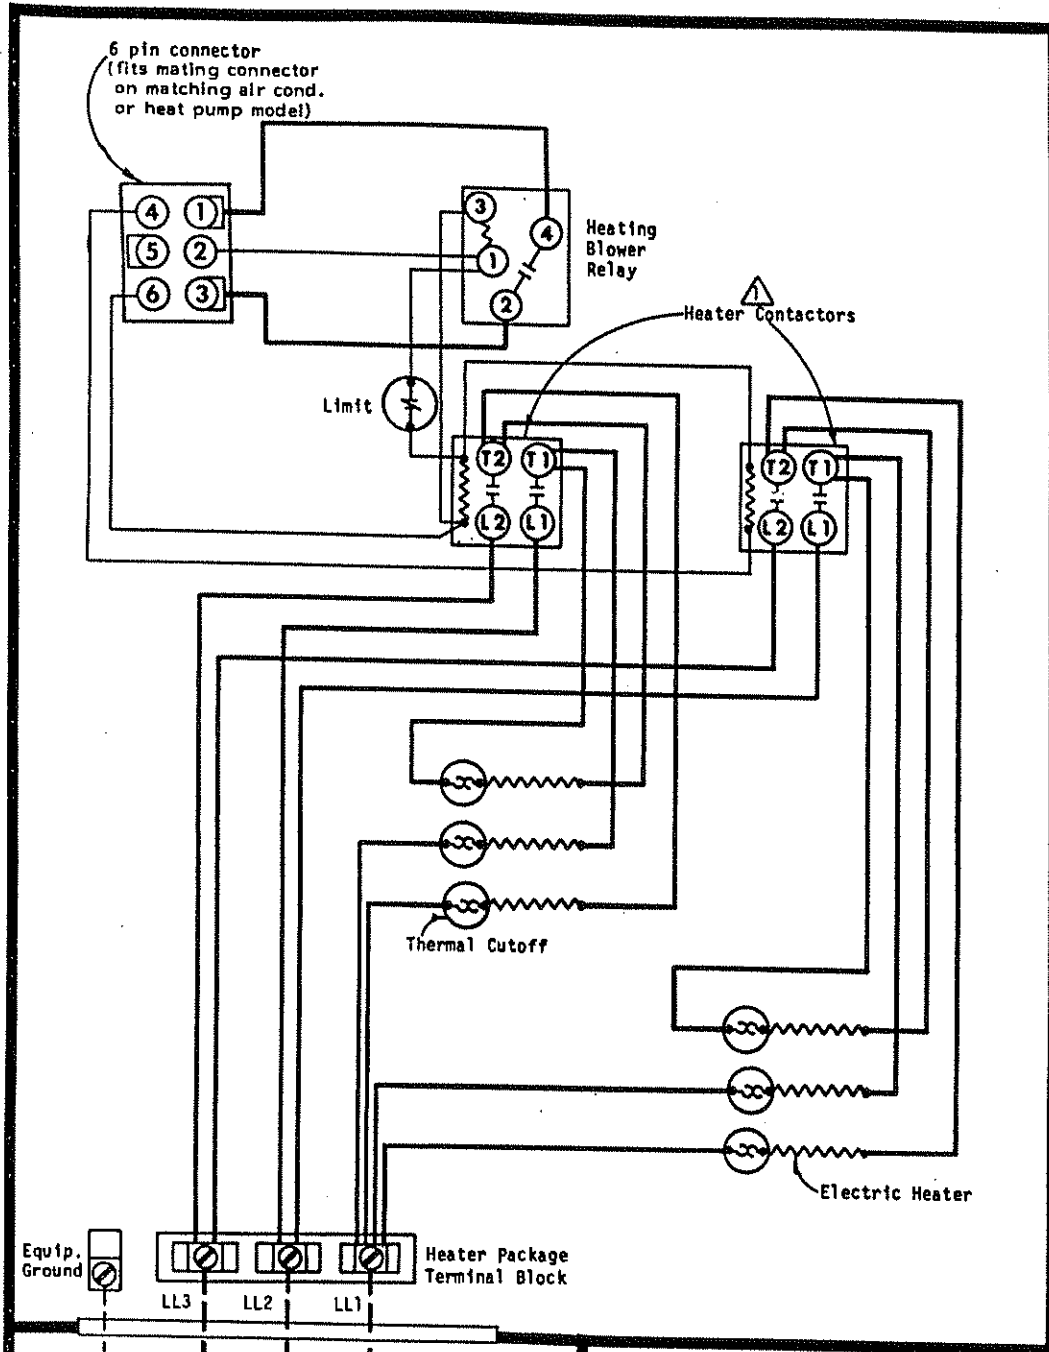 6 pin connector
(fits mating connector
on matching air cond.
or heat pump model)
4 1
5 2
6 3
3
4
1
2
Heating
Blower
Relay
1
Heater Contactors
Limit
T2 T1
L2 L1
T2 T1
L2 L1
Thermal Cutoff
Electric Heater
Equip.
Ground
Heater Package
Terminal Block
LL3 LL2 LL1